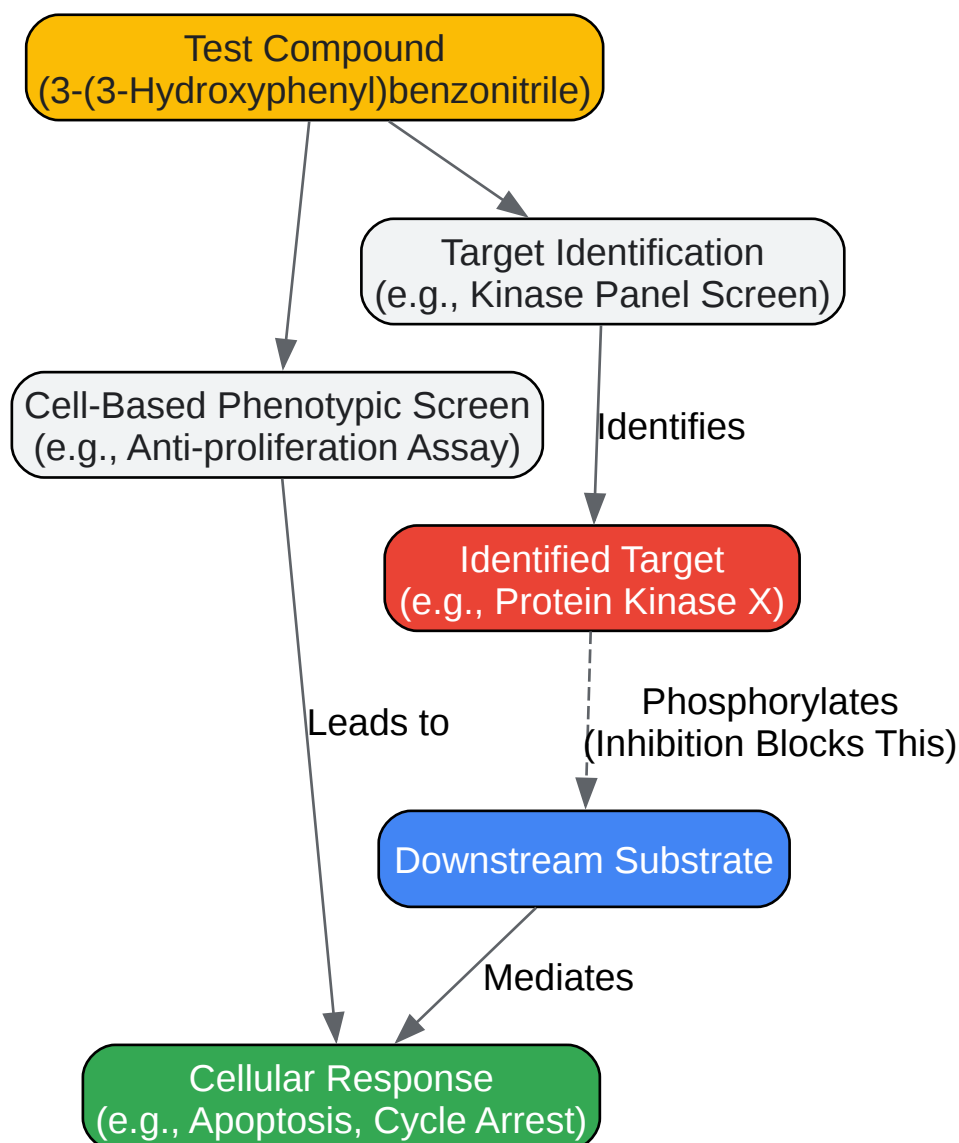 Test Compound
(3-(3-Hydroxyphenyl)benzonitrile)
Target Identification
(e.g., Kinase Panel Screen)
Cell-Based Phenotypic Screen
(e.g., Anti-proliferation Assay)
Identifies
Identified Target
(e.g., Protein Kinase X)
Phosphorylates
(Inhibition Blocks This)
Leads to
Downstream Substrate
Mediates
Cellular Response
(e.g., Apoptosis, Cycle Arrest)